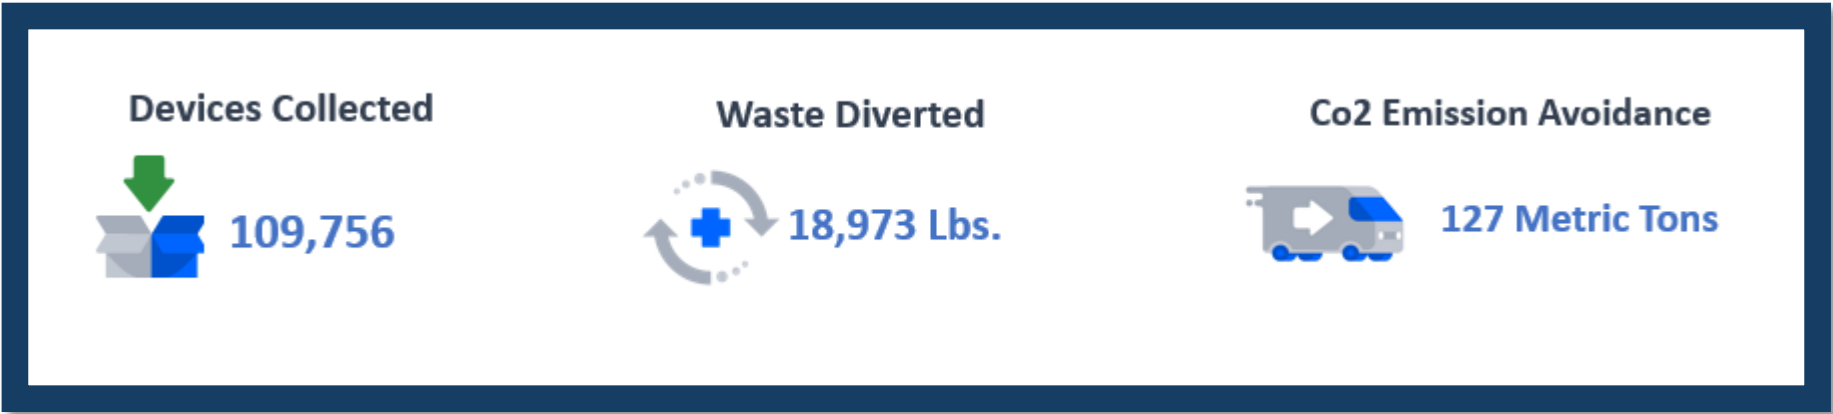 Devices Collected
109,756
Waste Diverted
18,973 Lbs.
Co2 Emission Avoidance
127 Metric Tons